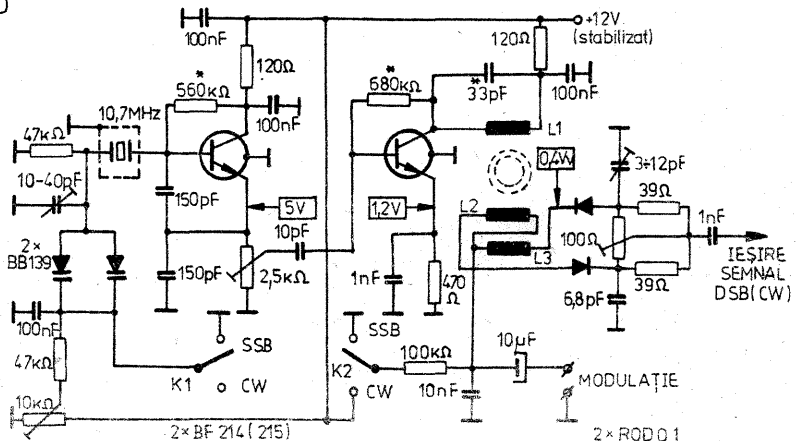 +12V
(stabilizat)
100nF
120Ω
120Ω
*
560kΩ
*
680kΩ
*
33pF
100nF
10,7MHz
100nF
L1
47kΩ
0,4V
3÷12pF
10-40pF
150pF
5V
1,2V
L2
39Ω
10pF
1nF
100Ω
2×
BB139
L3
IEŞIRE
SEMNAL
DSB(CW)
150pF
2,5kΩ
1nF
470
Ω
39Ω
6,8pF
100nF
SSB
SSB
100kΩ
10µF
47kΩ
K1
K2
MODULAŢIE
CW
CW
10nF
10kΩ
2×BF 214(215)
2×ROD01